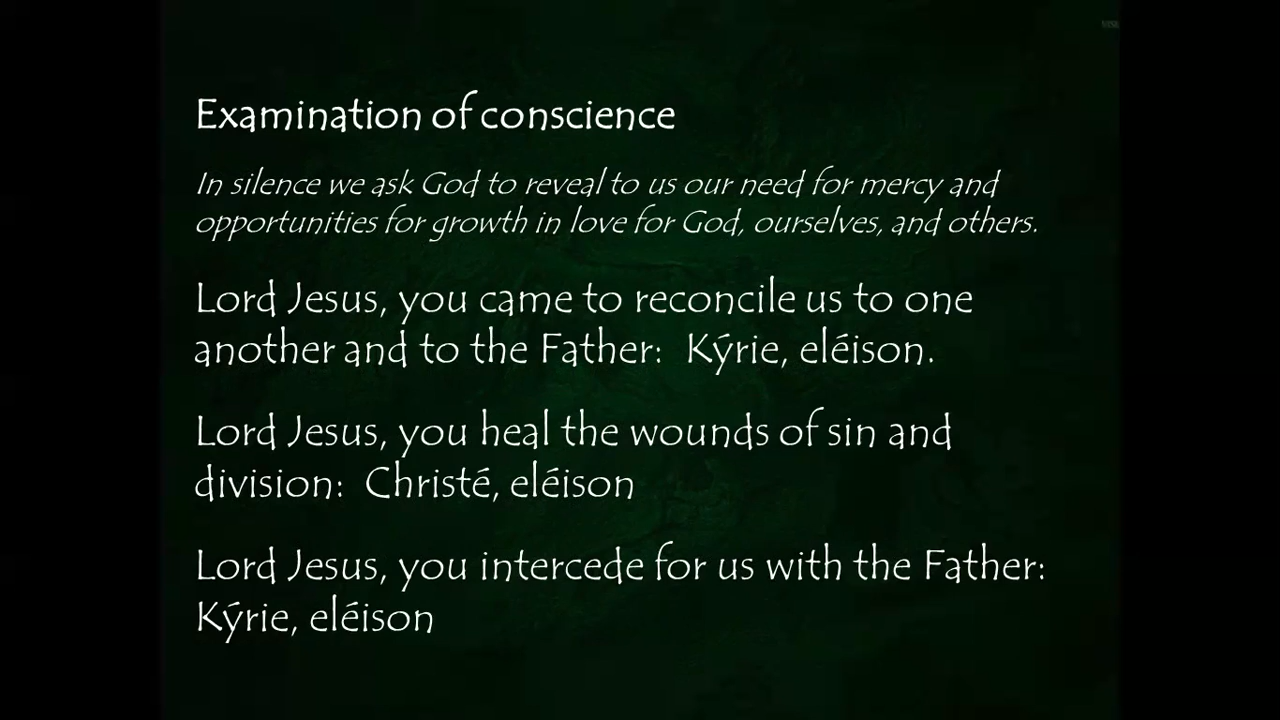 Examination of conscience
In silence we ask God to reveal to us our need for mercy and
opportunities for growth in love for God, ourselves, and others.
Lord Jesus, you came to reconcile us to one
another and to the Father:  Kýrie, eléison.
Lord Jesus, you heal the wounds of sin and
division:  Christé, eléison
Lord Jesus, you intercede for us with the Father:
Kýrie, eléison